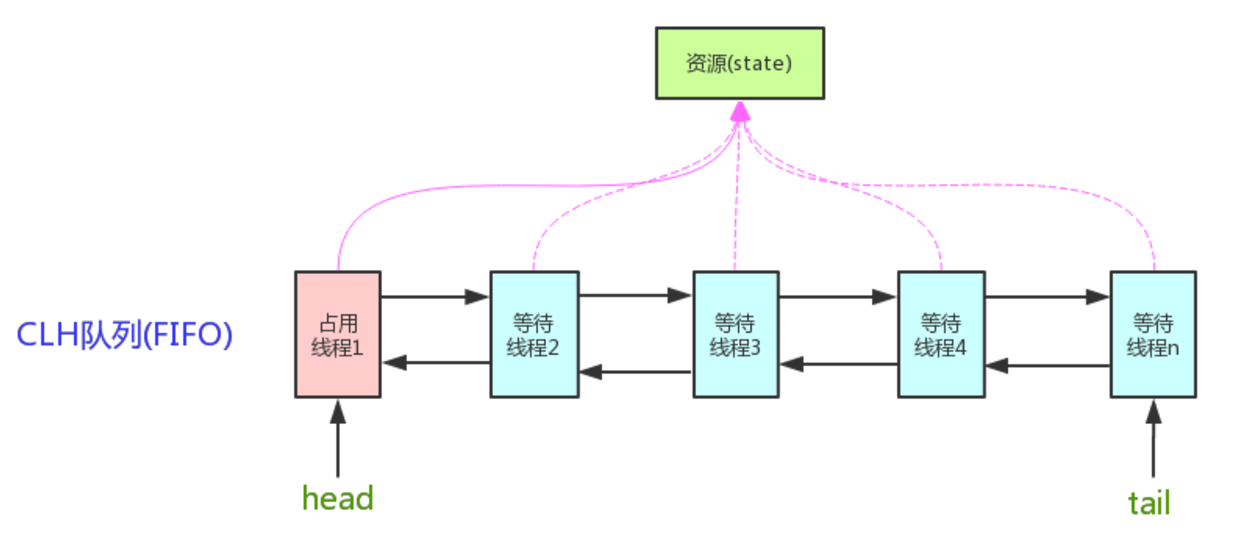 资源(state)
CLH队列(FIFO)
占用
线程1
等待
线程2
等待
线程3
等待
线程4
等待
线程n
head
tail